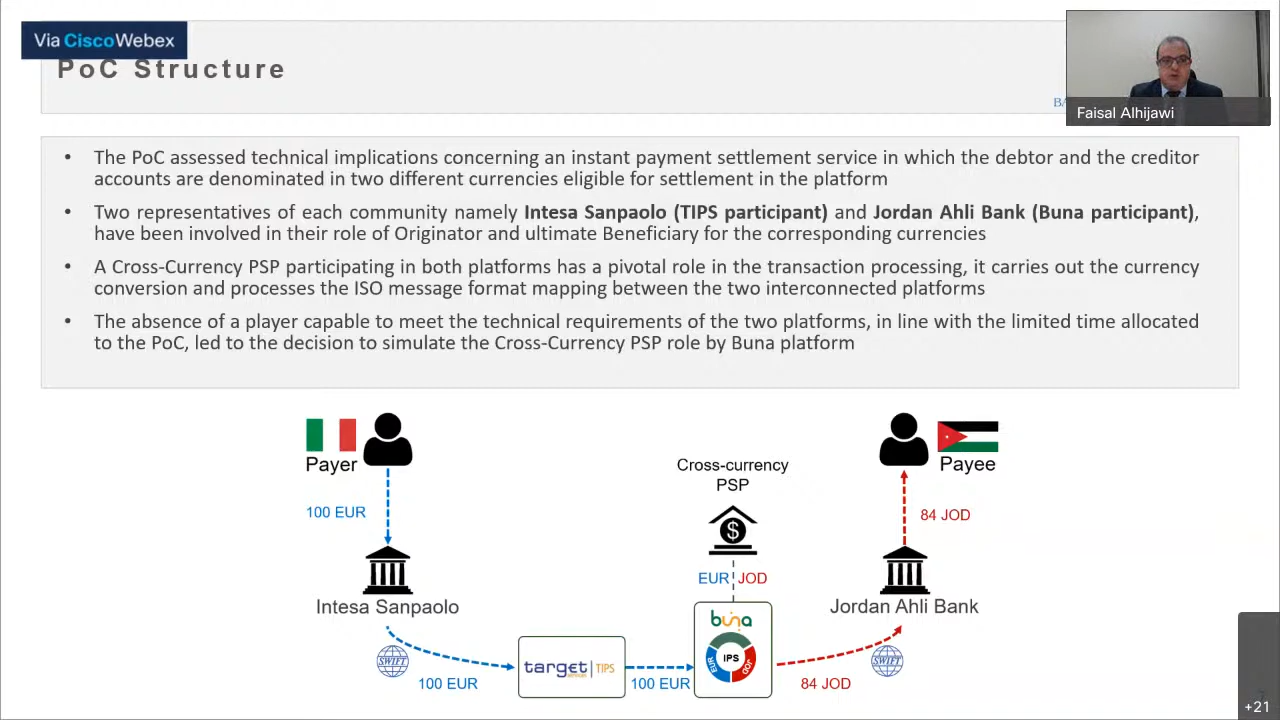 Via CiscoWebex
PoC Structure
BA
Faisal Alhijawi
• The PoC assessed technical implications concerning an instant payment settlement service in which the debtor and the creditor
accounts are denominated in two different currencies eligible for settlement in the platform
• Two representatives of each community namely Intesa Sanpaolo (TIPS participant) and Jordan Ahli Bank (Buna participant),
have been involved in their role of Originator and ultimate Beneficiary for the corresponding currencies
• A Cross-Currency PSP participating in both platforms has a pivotal role in the transaction processing, it carries out the currency
conversion and processes the ISO message format mapping between the two interconnected platforms
• The absence of a player capable to meet the technical requirements of the two platforms, in line with the limited time allocated
to the PoC, led to the decision to simulate the Cross-Currency PSP role by Buna platform
Payer
Cross-currency
PSP
Payee
100 EUR
84 JOD
$
EUR JOD
Intesa Sanpaolo
Jordan Ahli Bank
buna
SWIFT
target | TIPS
EUR IPS JOD
SWIFT
100 EUR
100 EUR
84 JOD
7
+21